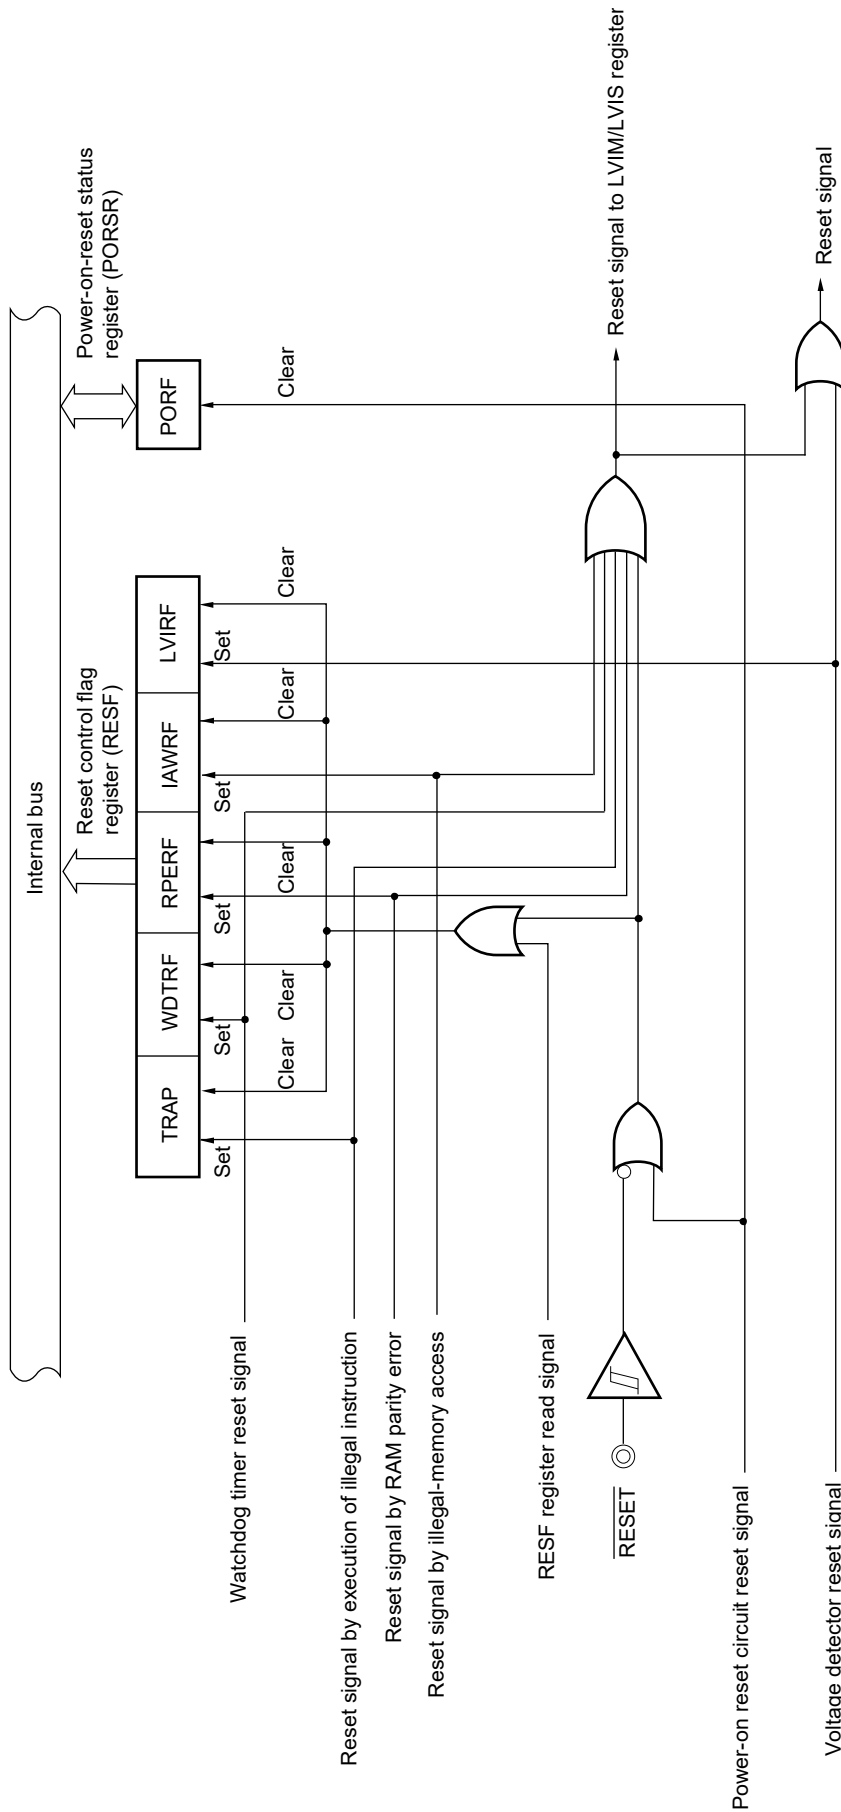 Internal bus
Reset control flag
register (RESF)
Power-on-reset status
register (PORSR)
TRAP
WDTRF
RPERF
IAWRF
LVIRF
PORF
Set
Clear
Set
Clear
Set
Clear
Set
Clear
Set
Clear
Clear
Watchdog timer reset signal
Reset signal by execution of illegal instruction
Reset signal by RAM parity error
Reset signal by illegal-memory access
RESF register read signal
RESET
Reset signal to LVIM/LVIS register
Power-on reset circuit reset signal
Voltage detector reset signal
Reset signal